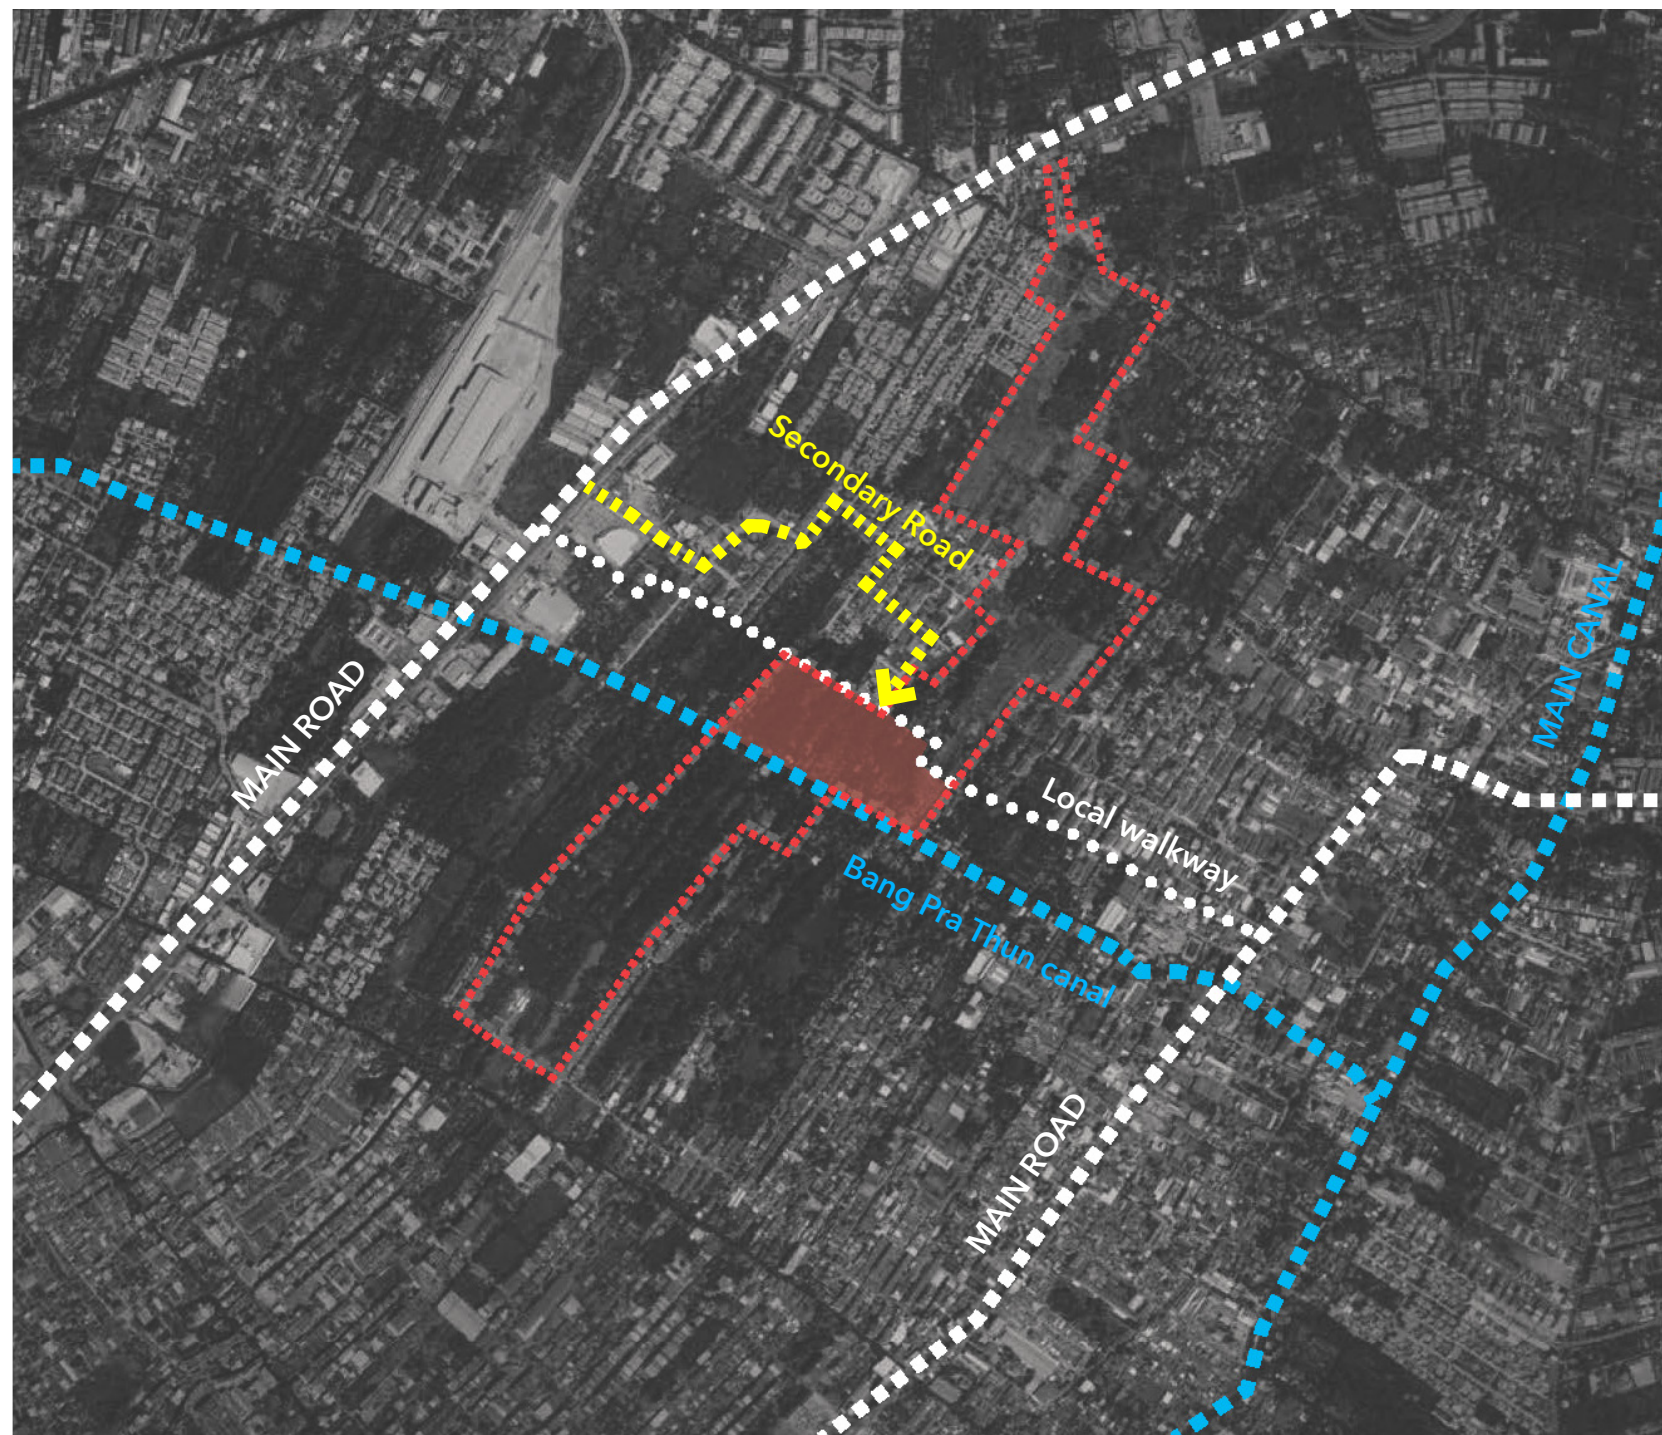 Secondary Road
MAIN CANAL
MAIN ROAD
Local walkway
Bang Pra Thun canal
MAIN ROAD